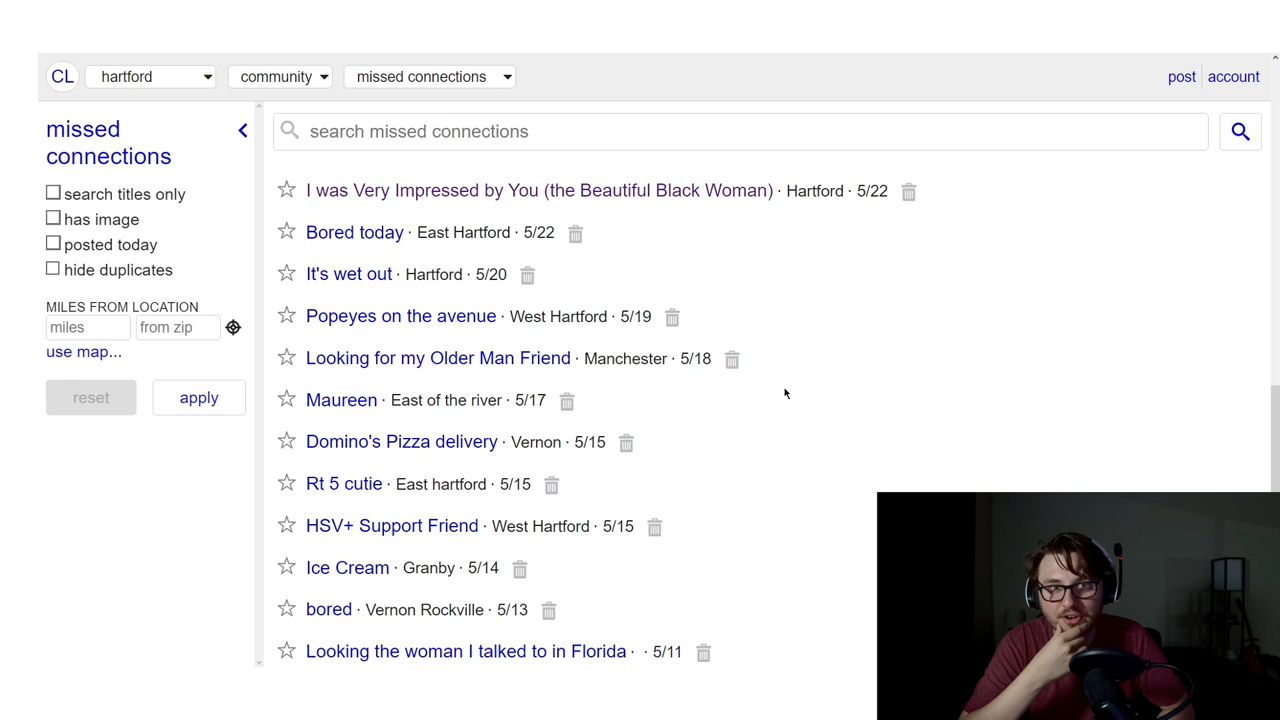 CL hartford community missed connections post account
missed connections
search titles only
has image
posted today
hide duplicates
MILES FROM LOCATION
miles from zip
use map...
reset apply
search missed connections
I was Very Impressed by You (the Beautiful Black Woman) · Hartford · 5/22
Bored today · East Hartford · 5/22
It's wet out · Hartford · 5/20
Popeyes on the avenue · West Hartford · 5/19
Looking for my Older Man Friend · Manchester · 5/18
Maureen · East of the river · 5/17
Domino's Pizza delivery · Vernon · 5/15
Rt 5 cutie · East hartford · 5/15
HSV+ Support Friend · West Hartford · 5/15
Ice Cream · Granby · 5/14
bored · Vernon Rockville · 5/13
Looking the woman I talked to in Florida · · 5/11